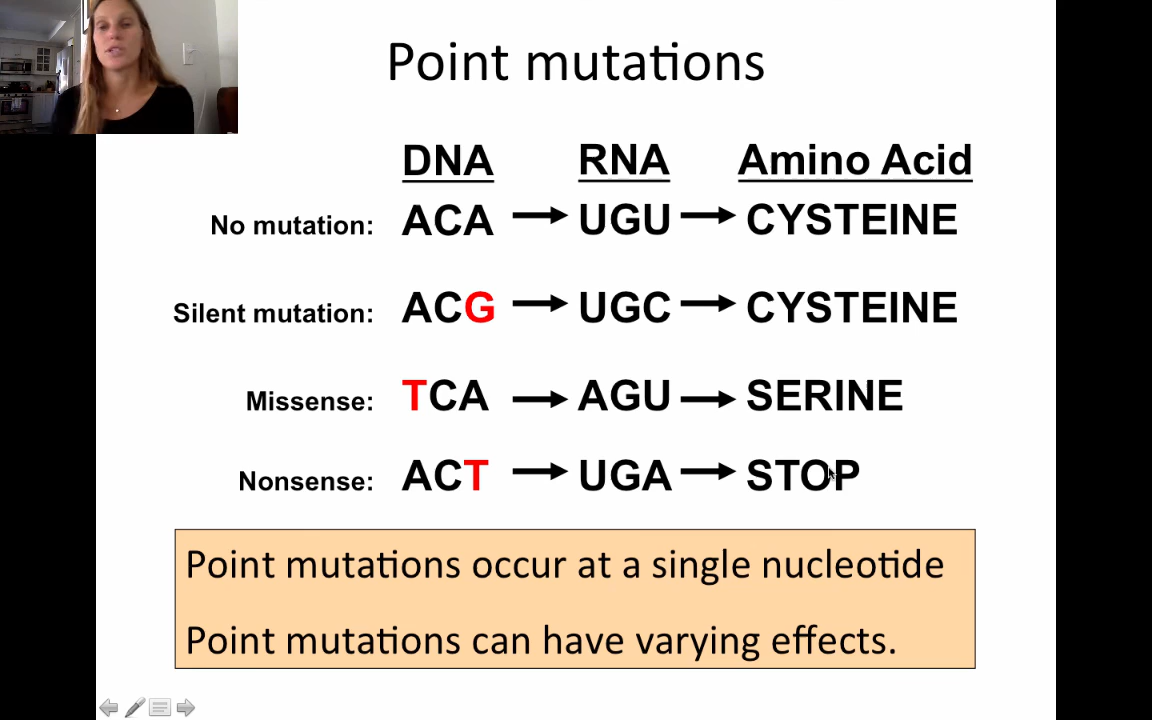 Point mutations
DNA RNA Amino Acid
No mutation: ACA UGU CYSTEINE
Silent mutation: ACG UGC CYSTEINE
Missense: TCA AGU SERINE
Nonsense: ACT UGA STOP
Point mutations occur at a single nucleotide
Point mutations can have varying effects.